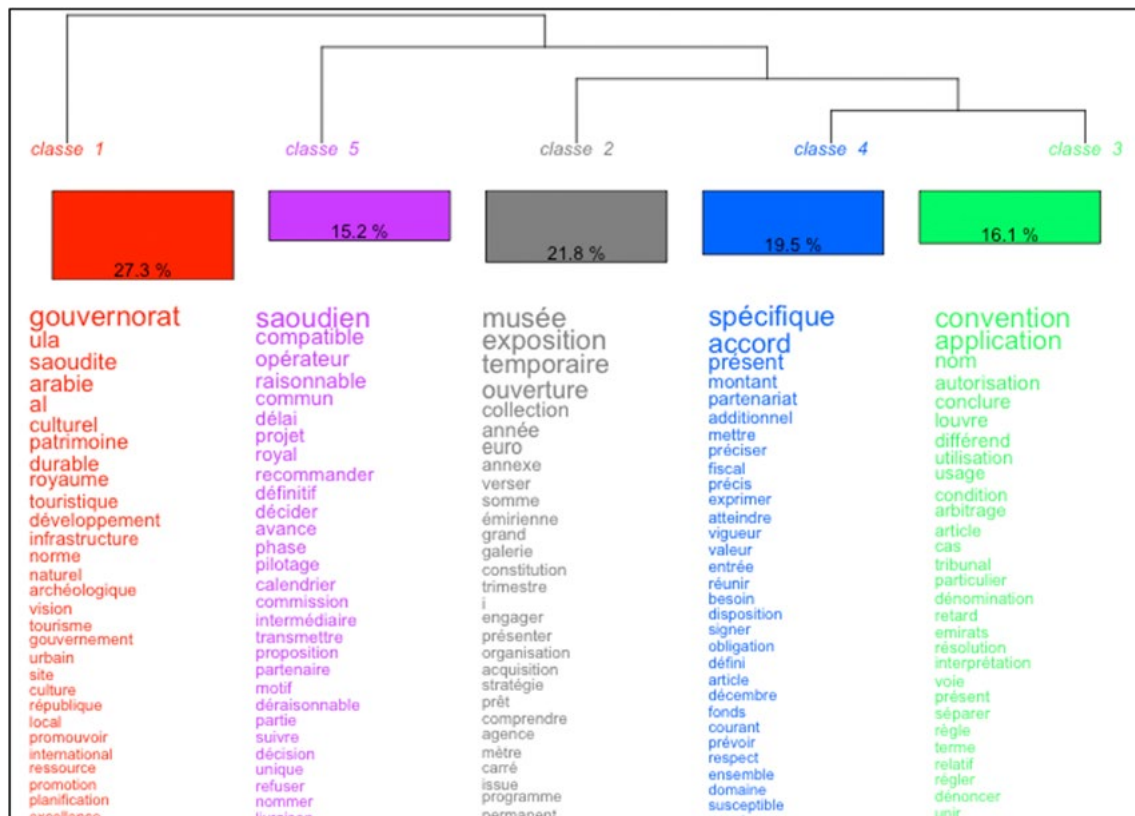 classe 1
classe 5
classe 2
classe 4
classe 3
27.3 %
15.2 %
21.8 %
19.5 %
16.1 %
gouvernorat
ula
saoudite
arabie
al
culturel
patrimoine
durable
royaume
touristique
développement
infrastructure
norme
naturel
archéologique
vision
tourisme
gouvernement
urbain
site
culture
république
local
promouvoir
international
ressource
promotion
planification
excellence
saoudien
compatible
opérateur
raisonnable
commun
délai
projet
royal
recommander
définitif
décider
avance
phase
pilotage
calendrier
commission
intermédiaire
transmettre
proposition
partenaire
motif
déraisonnable
partie
suivre
décision
unique
refuser
nommer
livraison
musée
exposition
temporaire
ouverture
collection
année
euro
annexe
verser
somme
émirienne
grand
galerie
constitution
trimestre
i
engager
présenter
organisation
acquisition
stratégie
prêt
comprendre
agence
mètre
carré
issue
programme
permanent
spécifique
accord
présent
montant
partenariat
additionnel
mettre
préciser
fiscal
précis
exprimer
atteindre
vigueur
valeur
entrée
réunir
besoin
disposition
signer
obligation
défini
article
décembre
fonds
courant
prévoir
respect
ensemble
domaine
susceptible
convention
application
nom
autorisation
conclure
louvre
différend
utilisation
usage
condition
arbitrage
article
cas
tribunal
particulier
dénomination
retard
emirats
résolution
interprétation
voie
présent
séparer
règle
terme
relatif
régler
dénoncer
unir